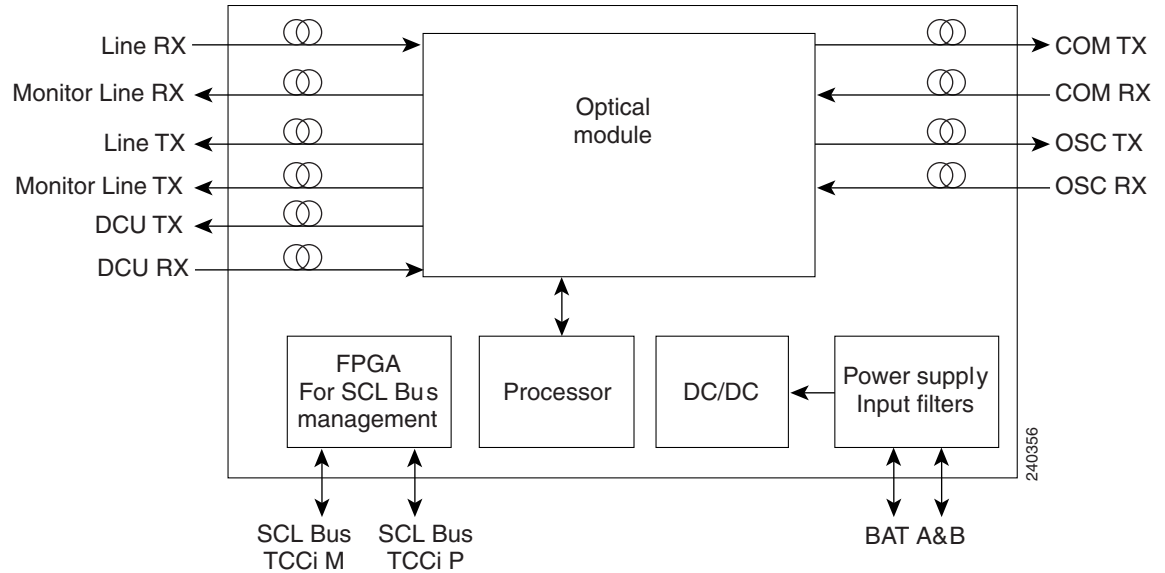 Line RX
Monitor Line RX
Line TX
Monitor Line TX
DCU TX
DCU RX
Optical
module
COM TX
COM RX
OSC TX
OSC RX
FPGA
For SCL Bus
management
Processor
DC/DC
Power supply
Input filters
240356
SCL Bus
TCCi M
SCL Bus
TCCi P
BAT A&B